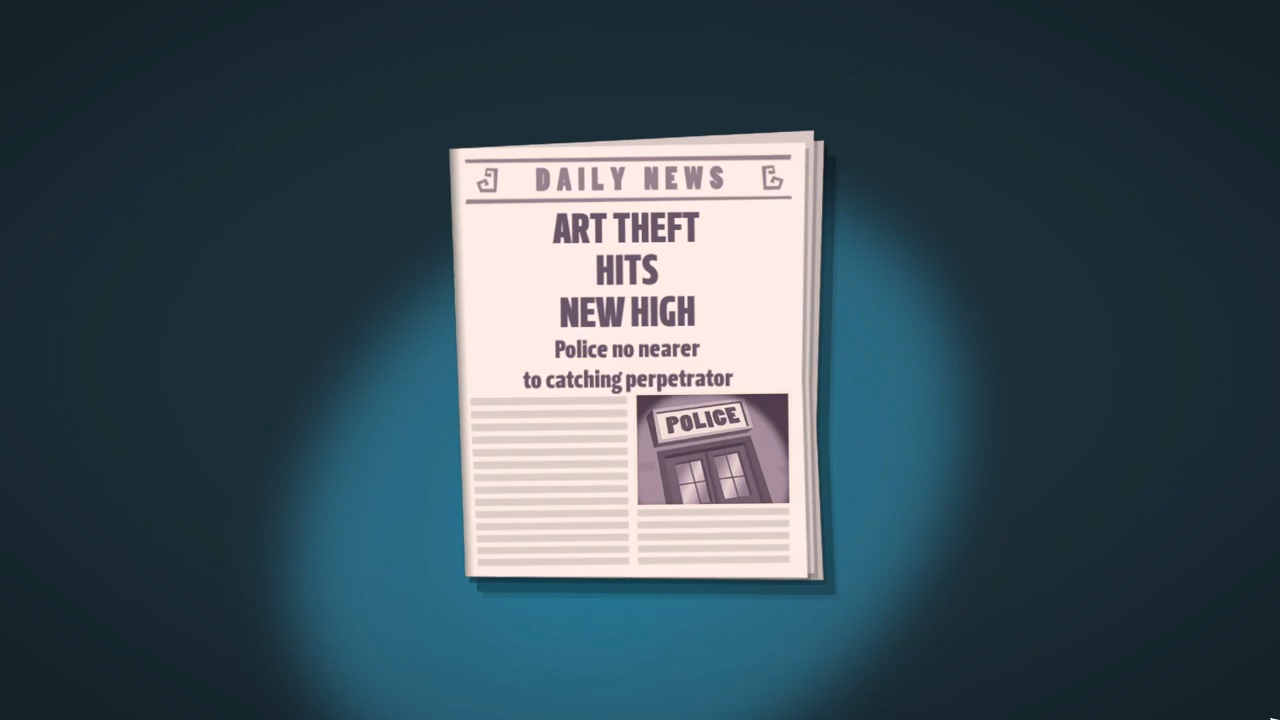 DAILY NEWS
ART THEFT
HITS
NEW HIGH
Police no nearer
to catching perpetrator
POLICE